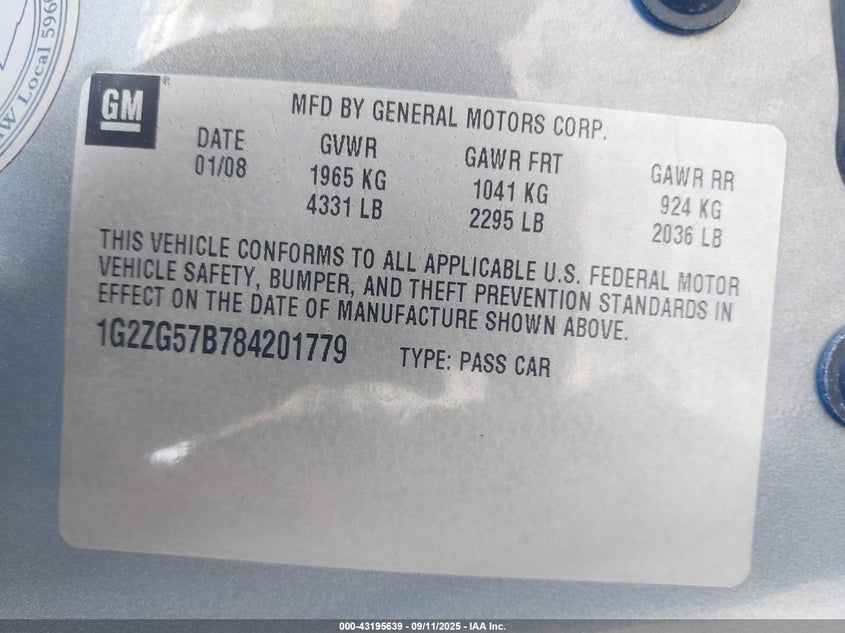 UAW Local 5960
GM
MFD BY GENERAL MOTORS CORP.
DATE GVWR GAWR FRT GAWR RR
01/08 1965 KG 1041 KG 924 KG
4331 LB 2295 LB 2036 LB
THIS VEHICLE CONFORMS TO ALL APPLICABLE U.S. FEDERAL MOTOR
VEHICLE SAFETY, BUMPER, AND THEFT PREVENTION STANDARDS IN
EFFECT ON THE DATE OF MANUFACTURE SHOWN ABOVE.
1G2ZG57B784201779 TYPE: PASS CAR
000-43195639 - 09/11/2025 - IAA Inc.